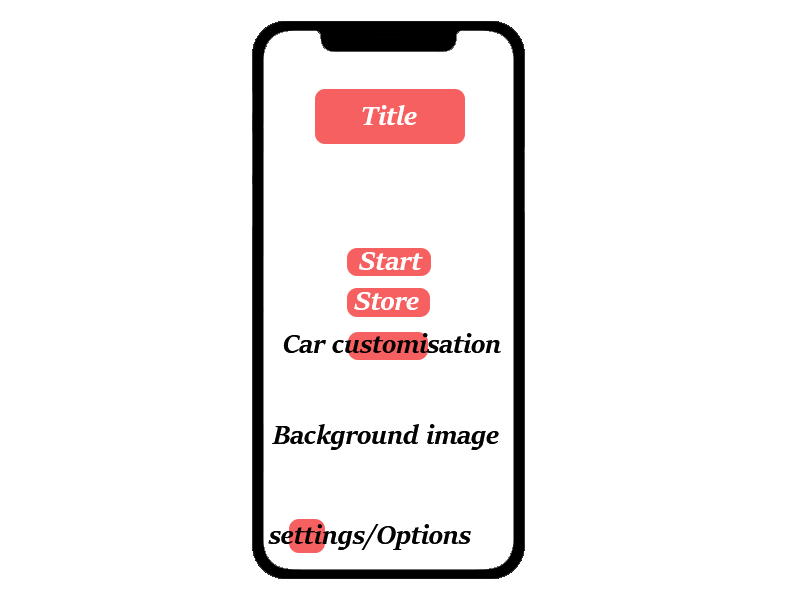 Title
Start
Store
Car customisation
Background image
settings/Options